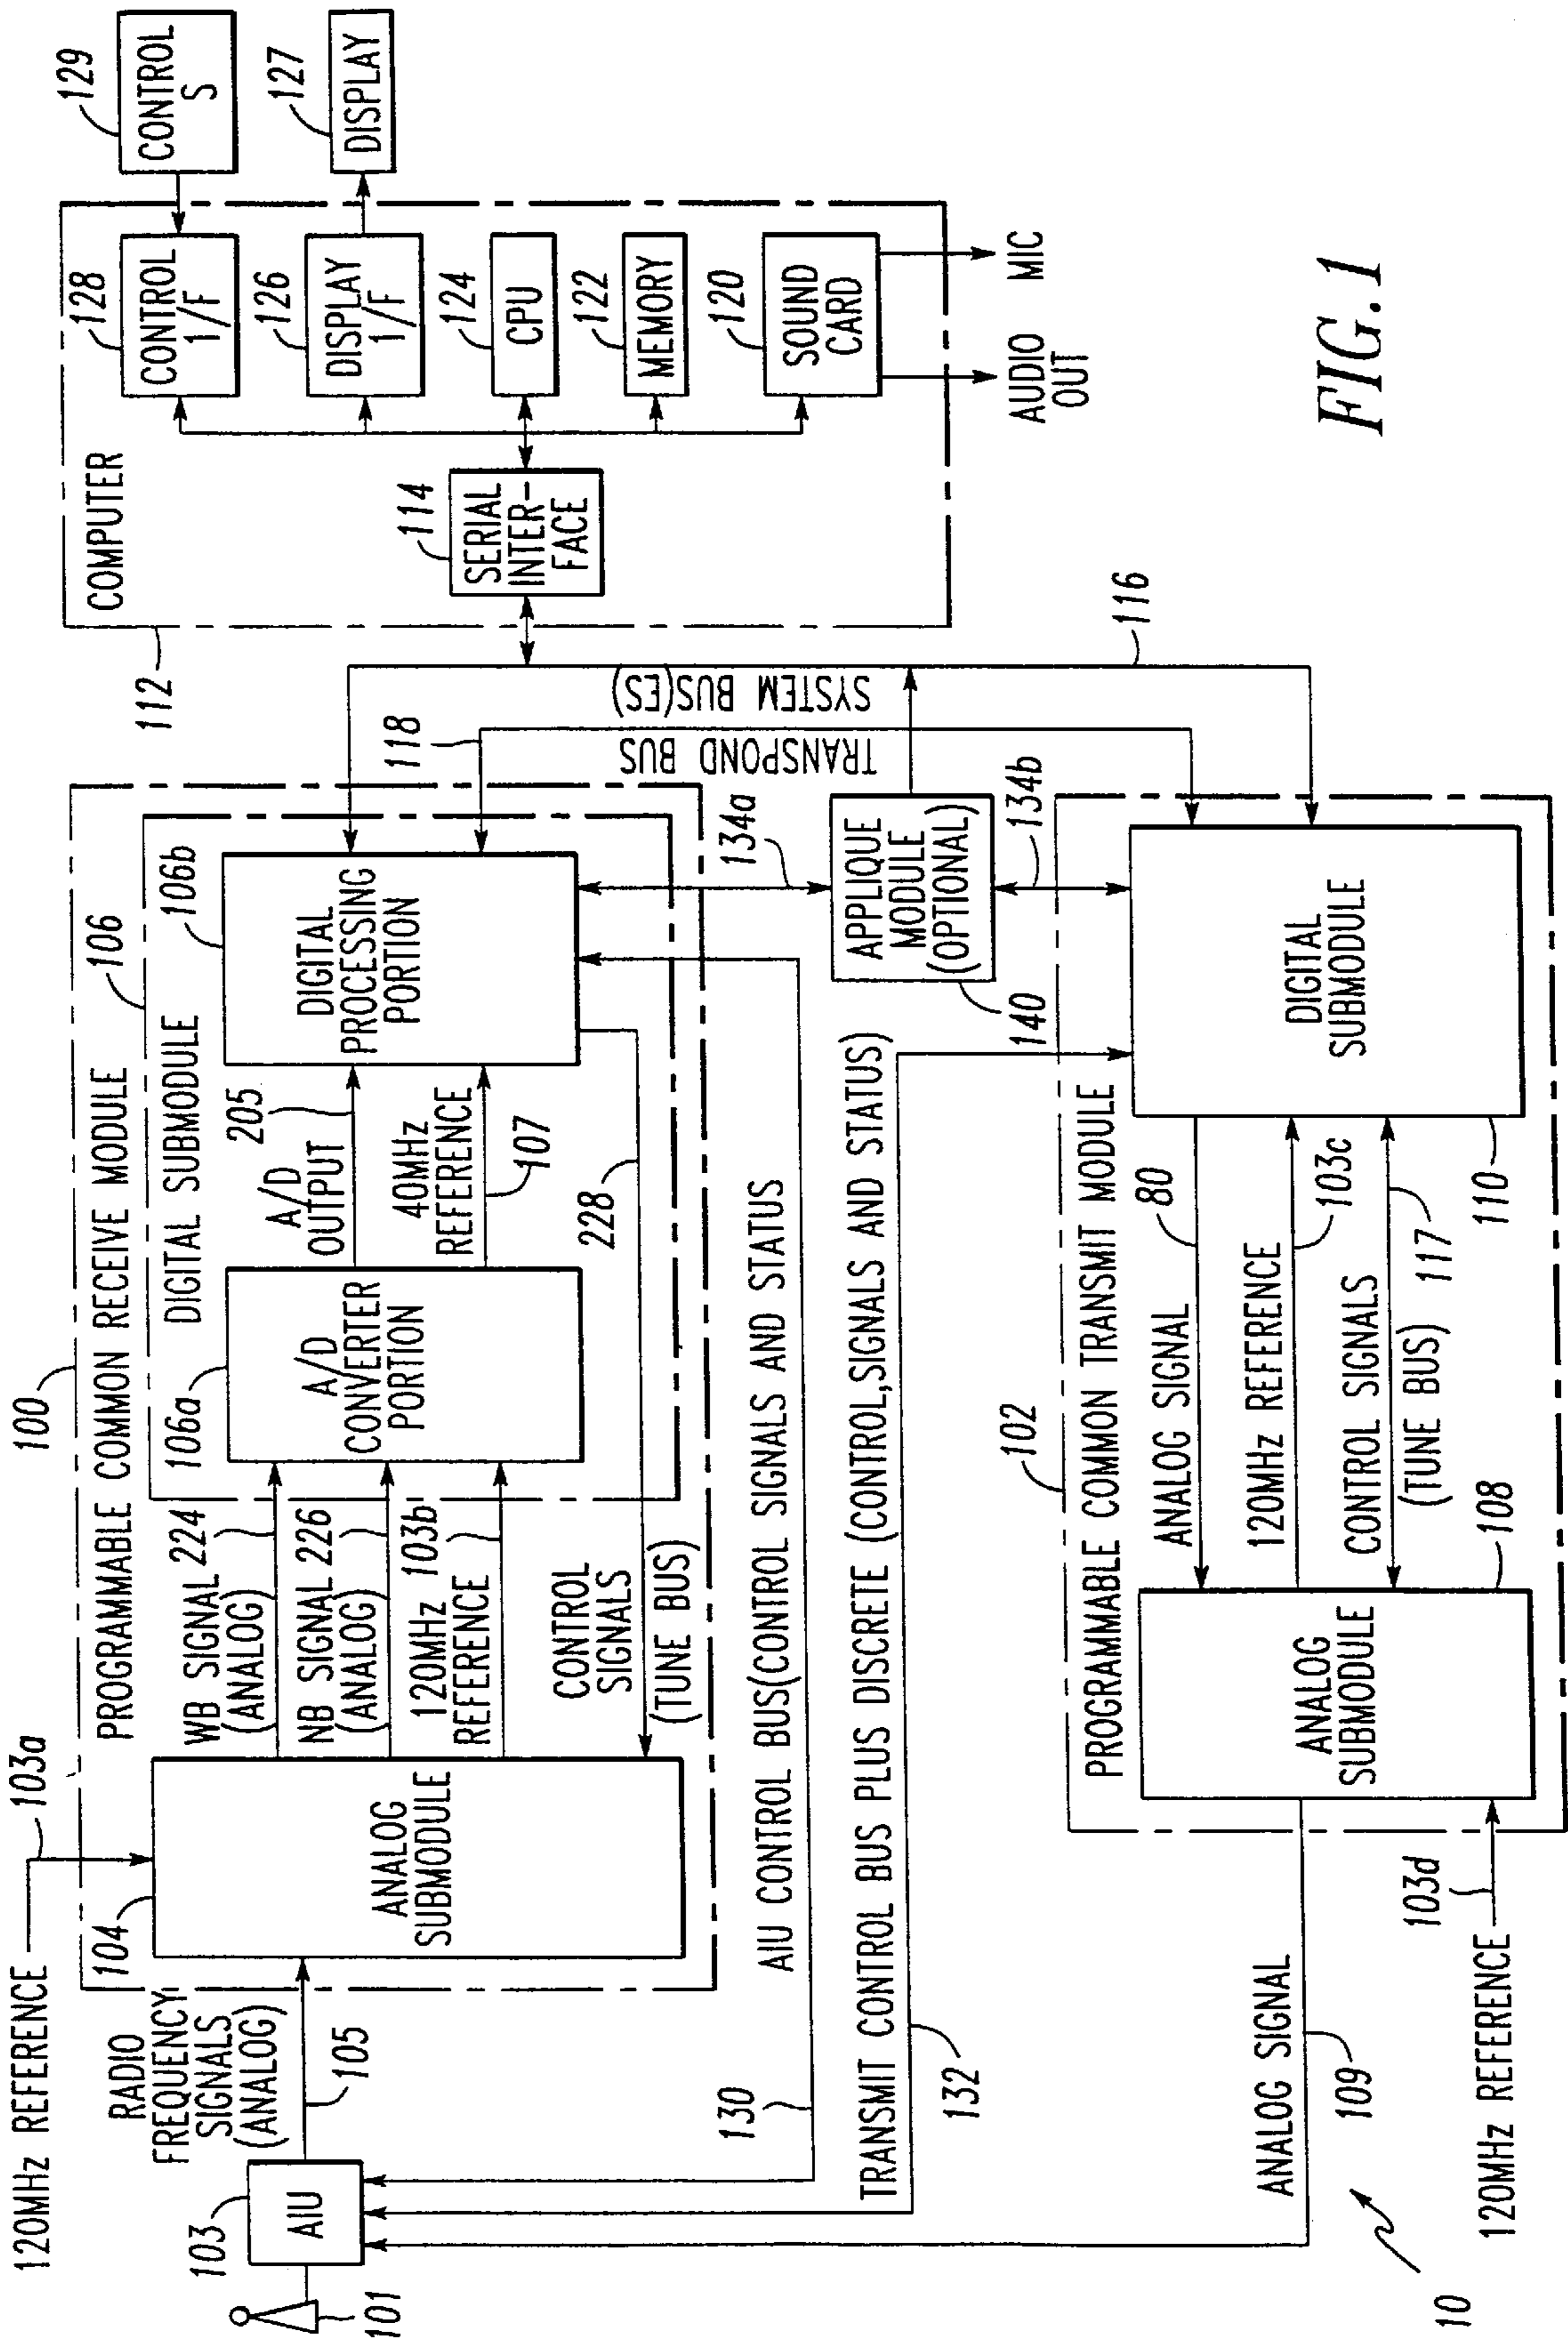 120MHz REFERENCE
103a
100
PROGRAMMABLE COMMON RECEIVE MODULE
106
DIGITAL SUBMODULE
104
ANALOG
SUBMODULE
RADIO
FREQUENCY
SIGNALS
(ANALOG)
105
103
AIU
101
WB SIGNAL 224
(ANALOG)
NB SIGNAL 226
(ANALOG)
120MHz 103b
REFERENCE
CONTROL
SIGNALS
(TUNE BUS)
106a
A/D
CONVERTER
PORTION
A/D
OUTPUT
205
40MHz
REFERENCE
107
228
106b
DIGITAL
PROCESSING
PORTION
118
112
COMPUTER
114
SERIAL
INTER-
FACE
128
CONTROL
1/F
126
DISPLAY
1/F
124
CPU
122
MEMORY
120
SOUND
CARD
129
CONTROL
S
127
DISPLAY
AUDIO
OUT
MIC
SYSTEM BUS(ES)
TRANSPOND BUS
116
134a
APPLIQUE
MODULE
(OPTIONAL)
140
134b
130
AIU CONTROL BUS(CONTROL SIGNALS AND STATUS
TRANSMIT CONTROL BUS PLUS DISCRETE (CONTROL,SIGNALS AND STATUS)
132
102
PROGRAMMABLE COMMON TRANSMIT MODULE
ANALOG SIGNAL
80
120MHz REFERENCE
103c
CONTROL SIGNALS
(TUNE BUS)
117
108
ANALOG
SUBMODULE
110
DIGITAL
SUBMODULE
ANALOG SIGNAL
109
103d
120MHz REFERENCE
10
FIG.1